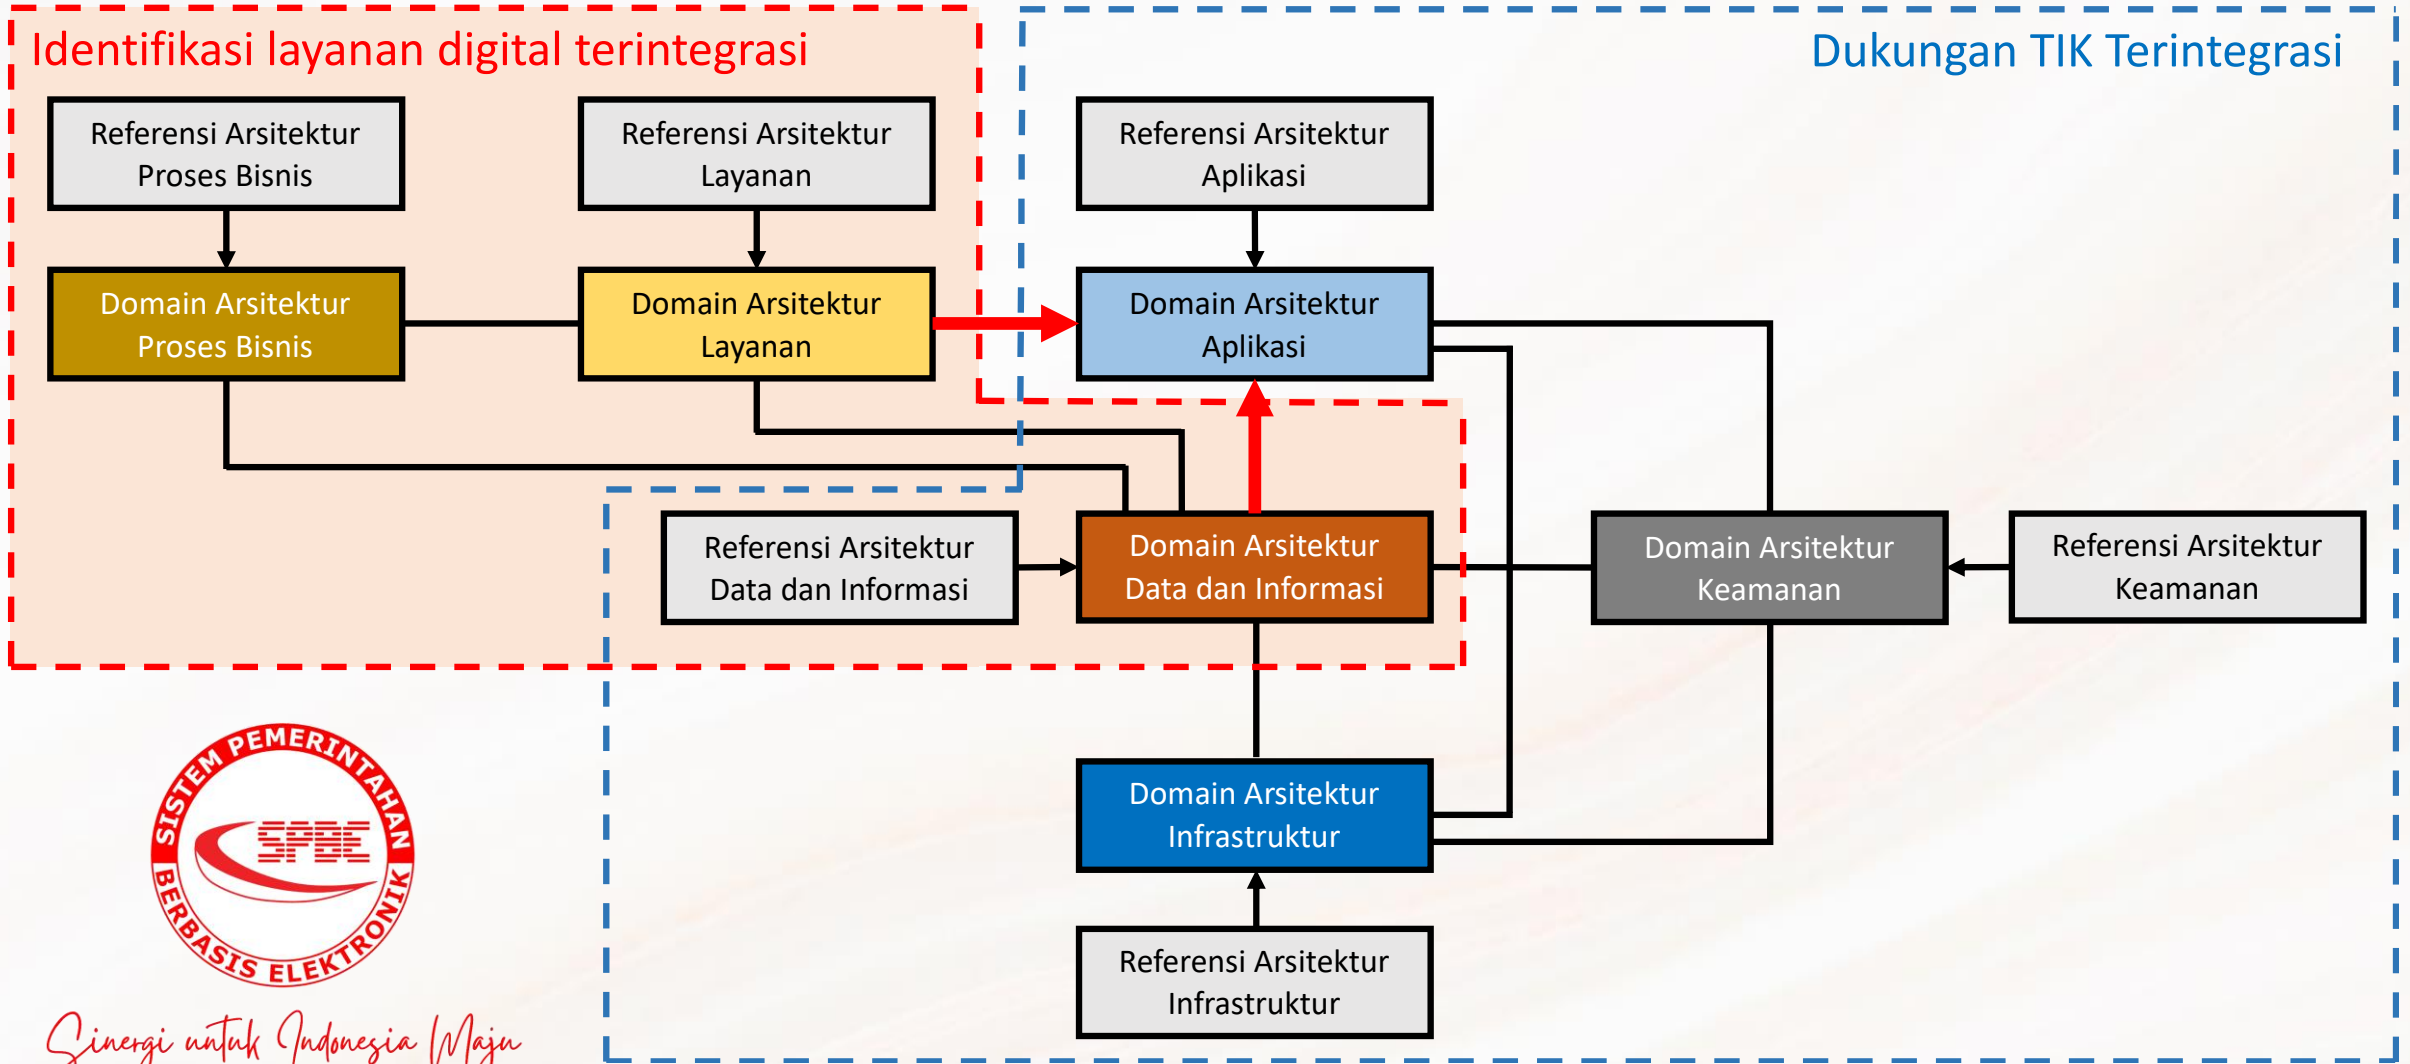 Identifikasi layanan digital terintegrasi
Dukungan TIK Terintegrasi
Referensi Arsitektur
Proses Bisnis
Referensi Arsitektur
Layanan
Referensi Arsitektur
Aplikasi
Domain Arsitektur
Proses Bisnis
Domain Arsitektur
Layanan
Domain Arsitektur
Aplikasi
Referensi Arsitektur
Data dan Informasi
Domain Arsitektur
Data dan Informasi
Domain Arsitektur
Keamanan
Referensi Arsitektur
Keamanan
Domain Arsitektur
Infrastruktur
Referensi Arsitektur
Infrastruktur
SISTEM PEMERINTAHAN
SPBE
BERBASIS ELEKTRONIK
Sinergi untuk Indonesia Maju